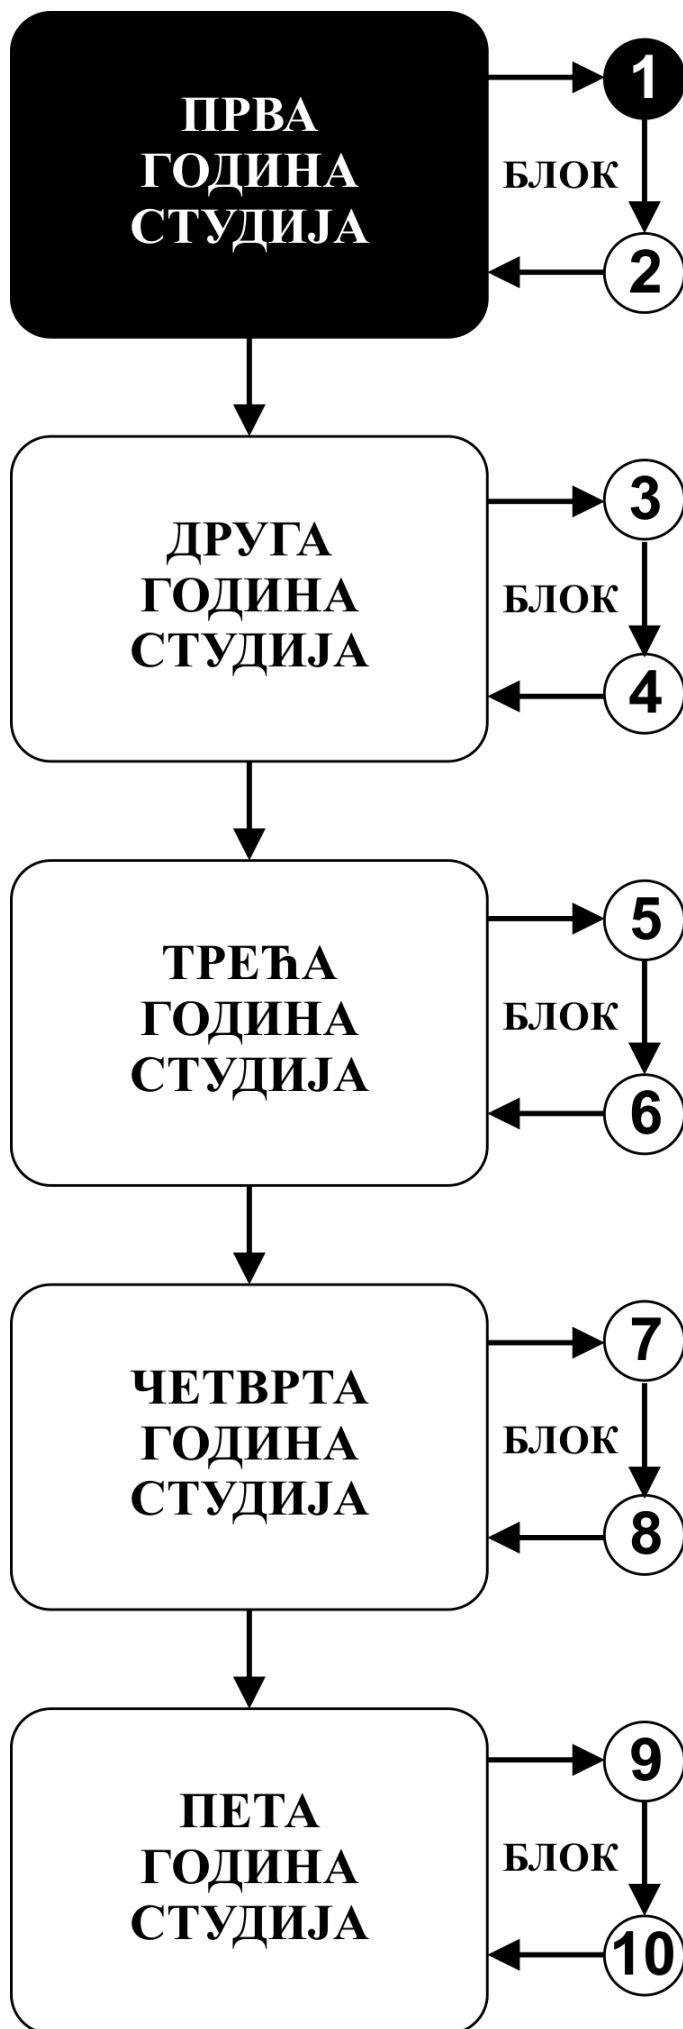 ПРВА
ГОДИНА
СТУДИЈА
1
БЛОК
2
ДРУГА
ГОДИНА
СТУДИЈА
3
БЛОК
4
ТРЕЋА
ГОДИНА
СТУДИЈА
5
БЛОК
6
ЧЕТВРТА
ГОДИНА
СТУДИЈА
7
БЛОК
8
ПЕТА
ГОДИНА
СТУДИЈА
9
БЛОК
10